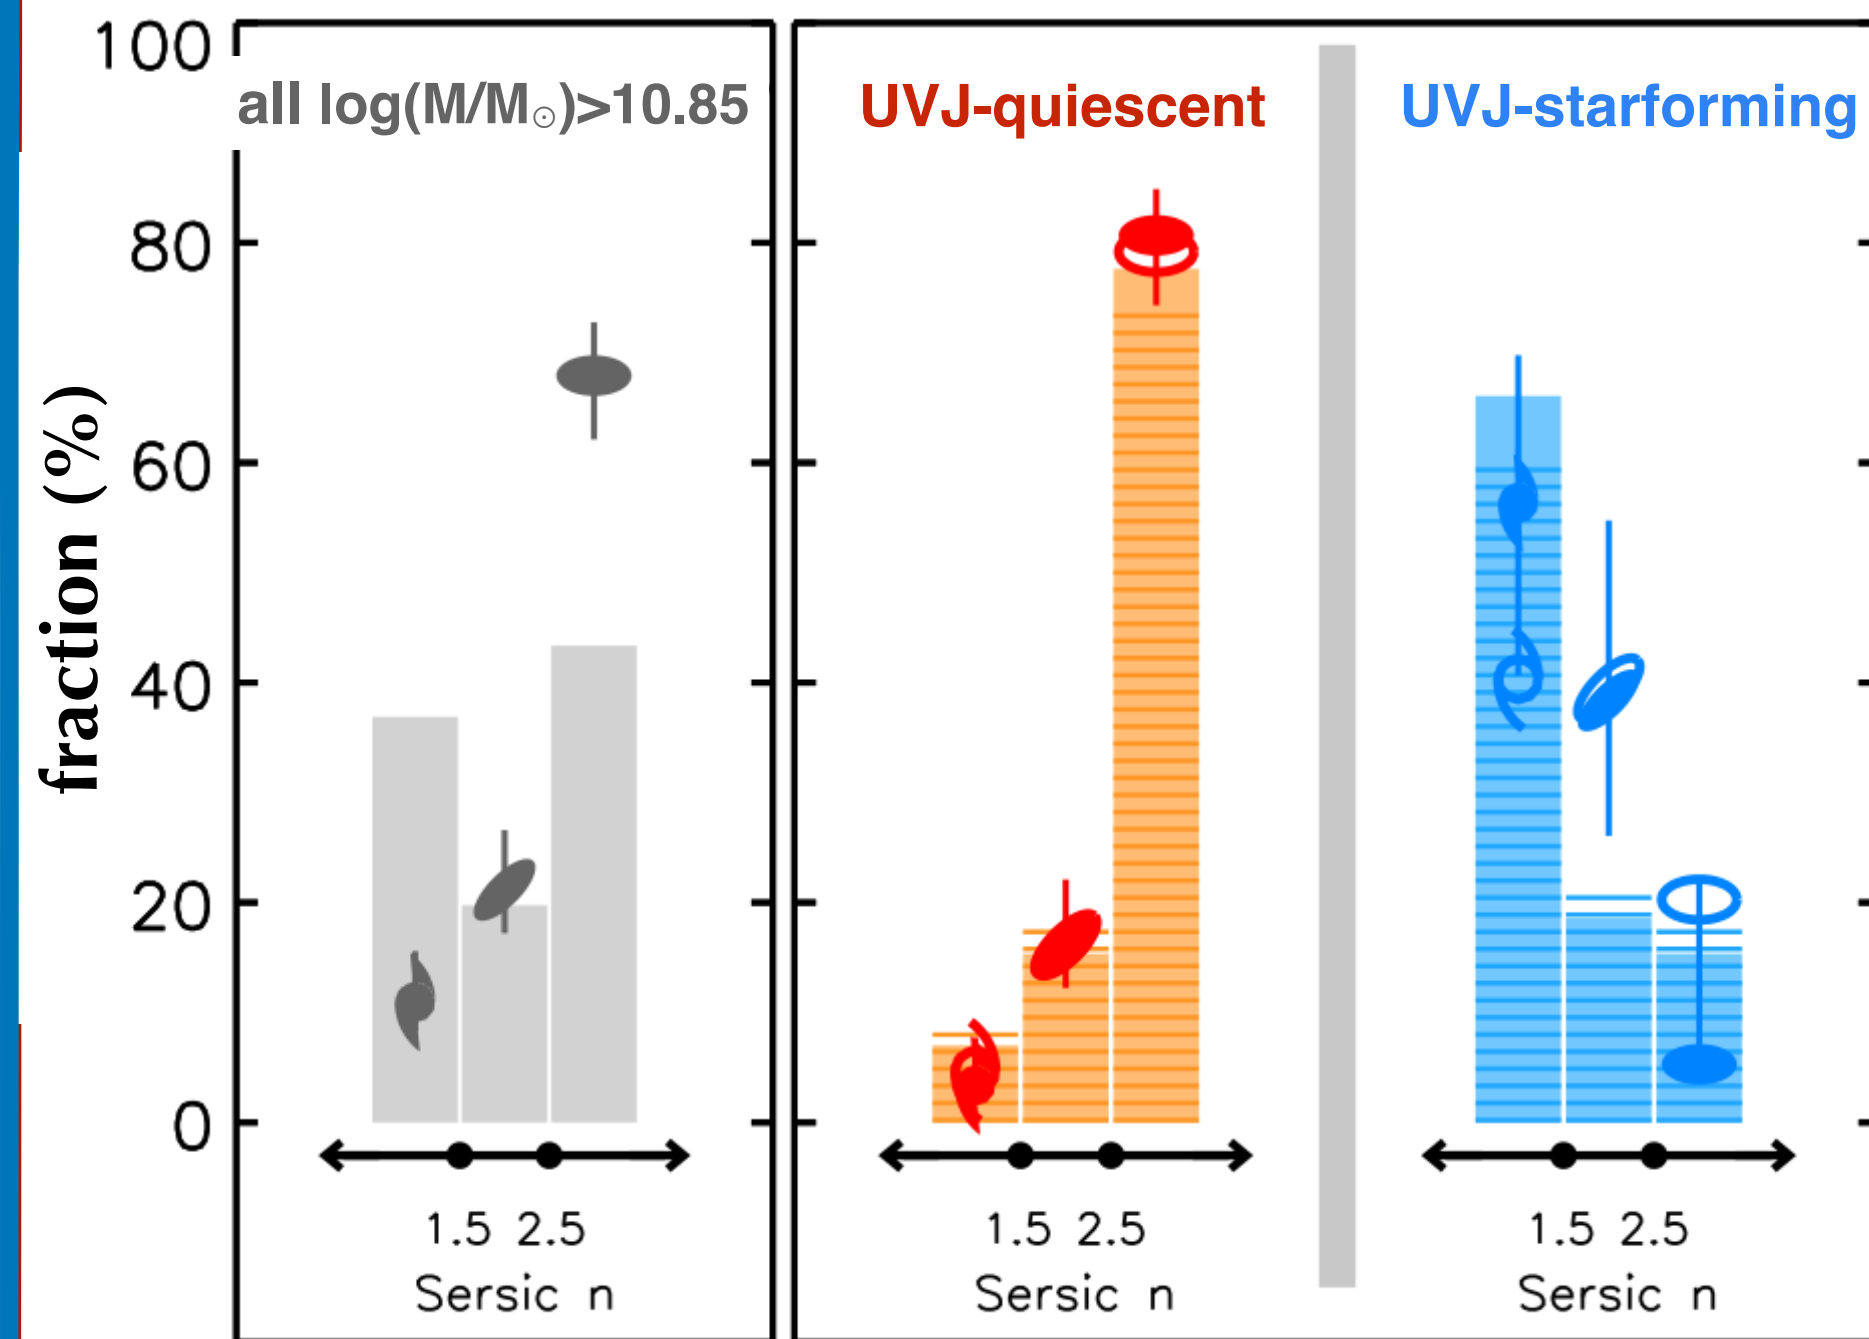 100
80
60
40
20
0
fraction (%)
all log(M/M☉)>10.85
UVJ-quiescent
UVJ-starforming
1.5 2.5
Sersic n
1.5 2.5
Sersic n
1.5 2.5
Sersic n